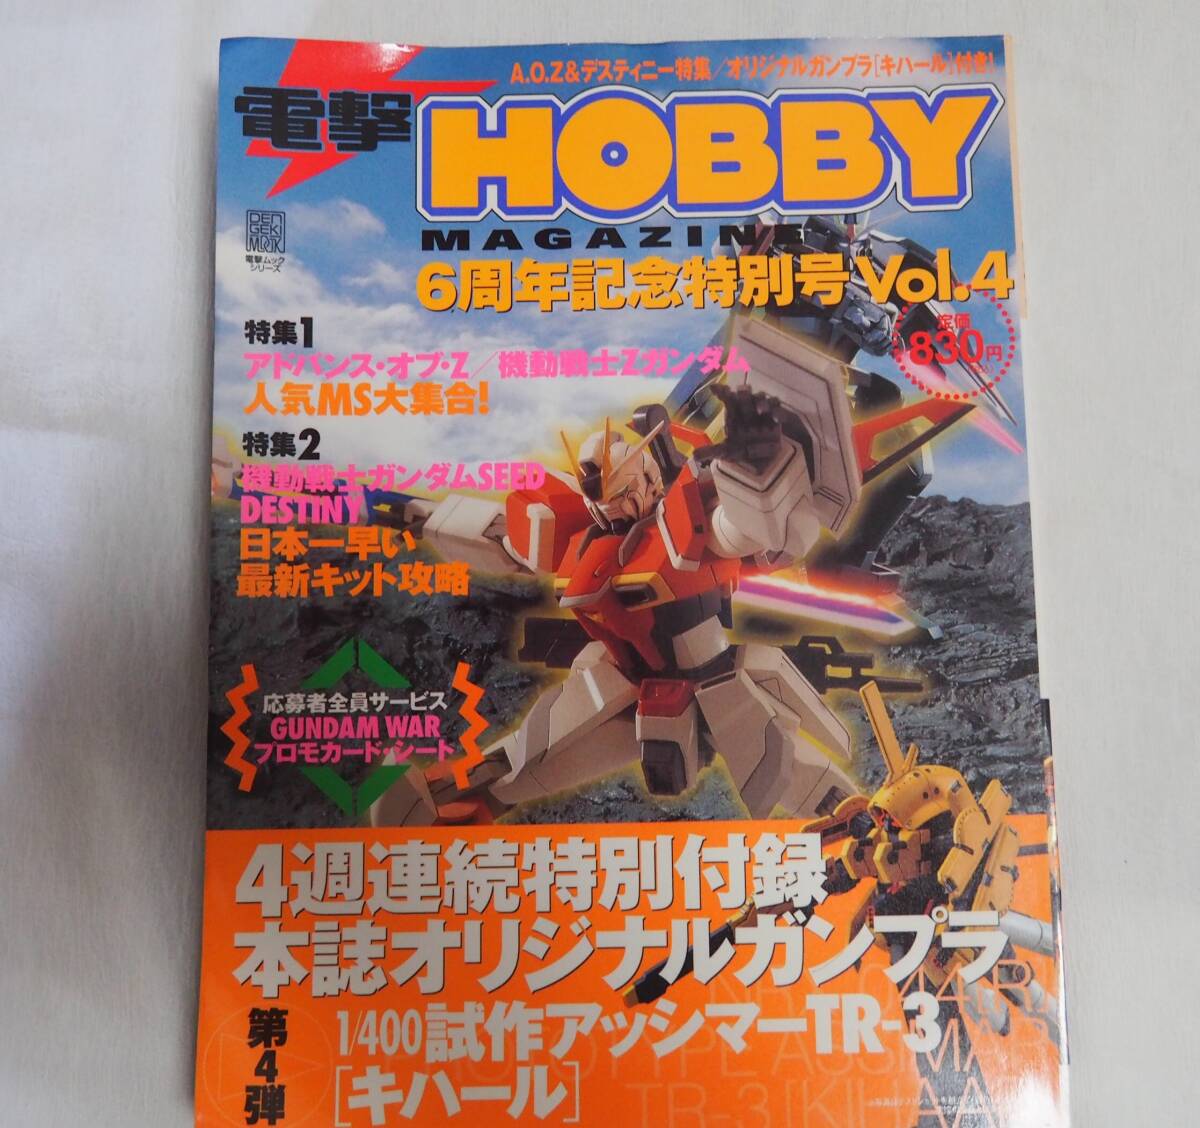 A.O.Z&デスティニー特集/オリジナルガンプラ[キハール]付き!
電撃
HOBBY
MAGAZINE
DEN
GEKI
MOOK
電撃ムック
シリーズ
6周年記念特別号Vol.4
定価
830円
特集1
アドバンス・オブ・Z/機動戦士Zガンダム
人気MS大集合!
特集2
機動戦士ガンダムSEED
DESTINY
日本一早い
最新キット攻略
応募者全員サービス
GUNDAM WAR
プロモカード・シート
4週連続特別付録
本誌オリジナルガンプラ
第4弾
1/400試作アッシマーTR-3
[キハール]
TR-3[KIHAA